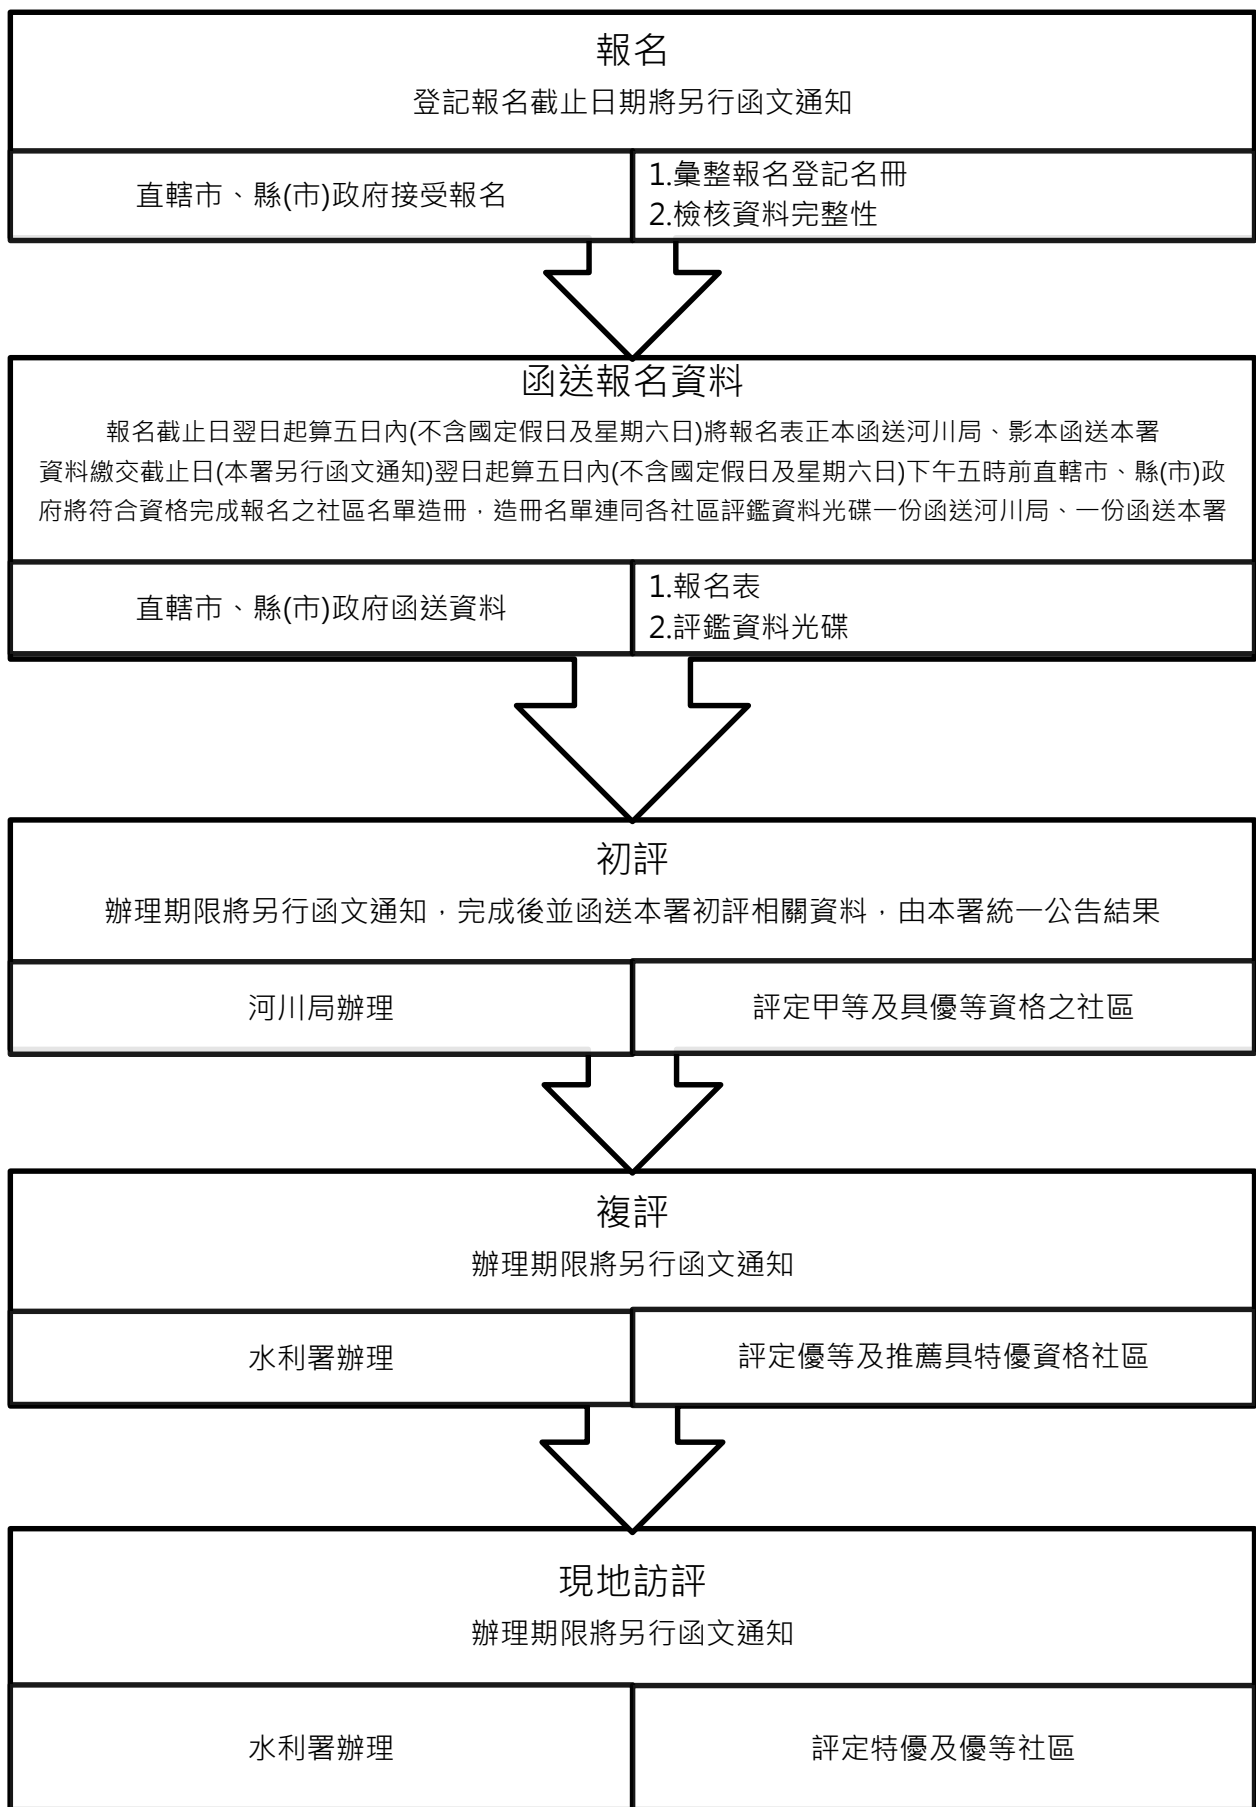 報名
登記報名截止日期將另行函文通知
直轄市、縣(市)政府接受報名
1.彙整報名登記名冊
2.檢核資料完整性
函送報名資料
報名截止日翌日起算五日內(不含國定假日及星期六日)將報名表正本函送河川局、影本函送本署
資料繳交截止日(本署另行函文通知)翌日起算五日內(不含國定假日及星期六日)下午五時前直轄市、縣(市)政
府將符合資格完成報名之社區名單造冊，造冊名單連同各社區評鑑資料光碟一份函送河川局、一份函送本署
直轄市、縣(市)政府函送資料
1.報名表
2.評鑑資料光碟
初評
辦理期限將另行函文通知，完成後並函送本署初評相關資料，由本署統一公告結果
河川局辦理
評定甲等及具優等資格之社區
複評
辦理期限將另行函文通知
水利署辦理
評定優等及推薦具特優資格社區
現地訪評
辦理期限將另行函文通知
水利署辦理
評定特優及優等社區